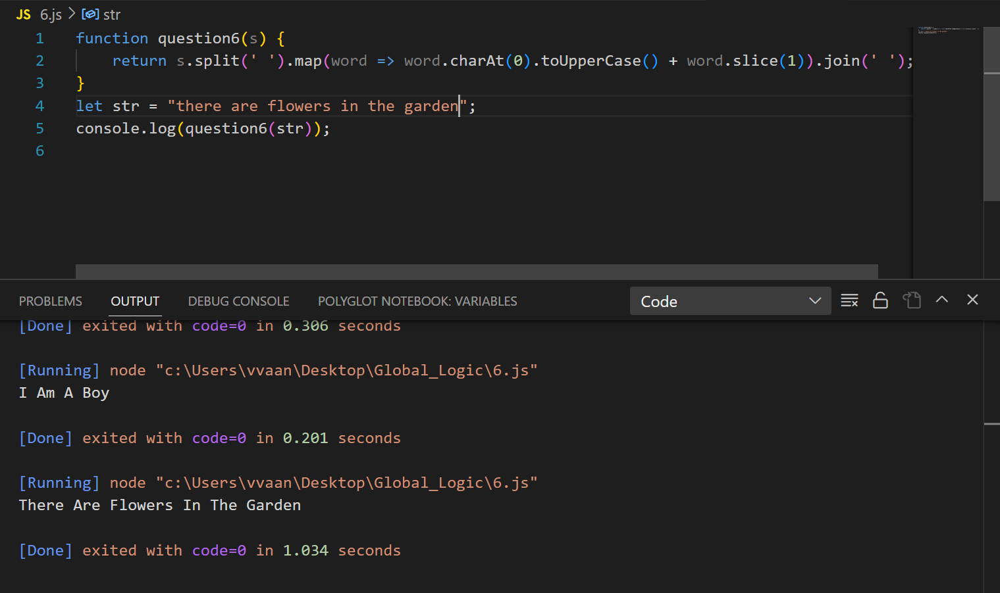 JS 6.js > str
1 function question6(s) {
2 return s.split(' ').map(word => word.charAt(0).toUpperCase() + word.slice(1)).join(' ');
3 }
4 let str = "there are flowers in the garden";
5 console.log(question6(str));
6
PROBLEMS OUTPUT DEBUG CONSOLE POLYGLOT NOTEBOOK: VARIABLES Code
[Done] exited with code=0 in 0.306 seconds
[Running] node "c:\Users\vvaan\Desktop\Global_Logic\6.js"
I Am A Boy
[Done] exited with code=0 in 0.201 seconds
[Running] node "c:\Users\vvaan\Desktop\Global_Logic\6.js"
There Are Flowers In The Garden
[Done] exited with code=0 in 1.034 seconds